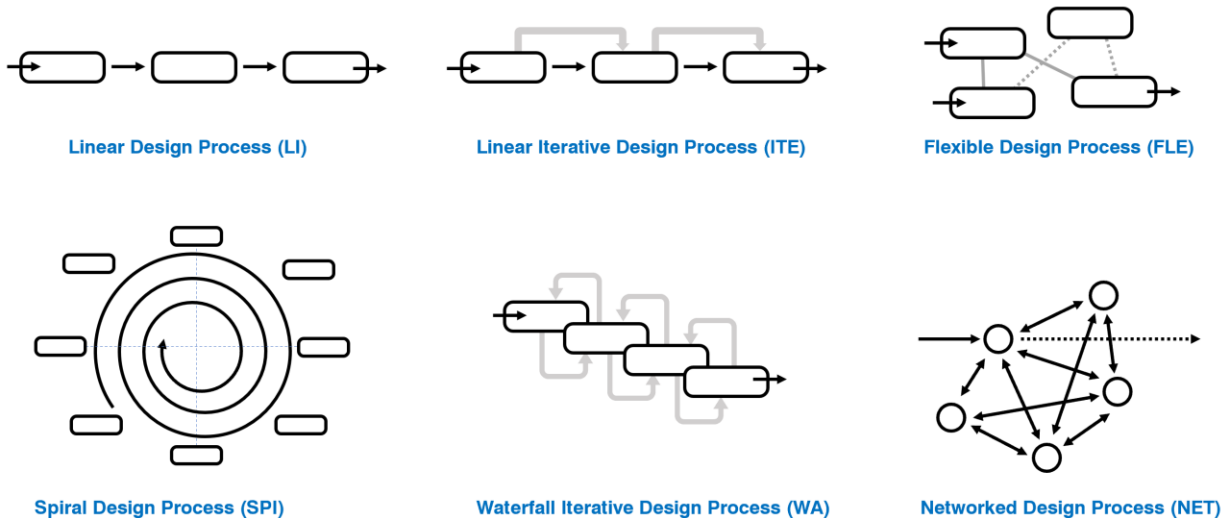 Linear Design Process (LI)
Linear Iterative Design Process (ITE)
Flexible Design Process (FLE)
Spiral Design Process (SPI)
Waterfall Iterative Design Process (WA)
Networked Design Process (NET)